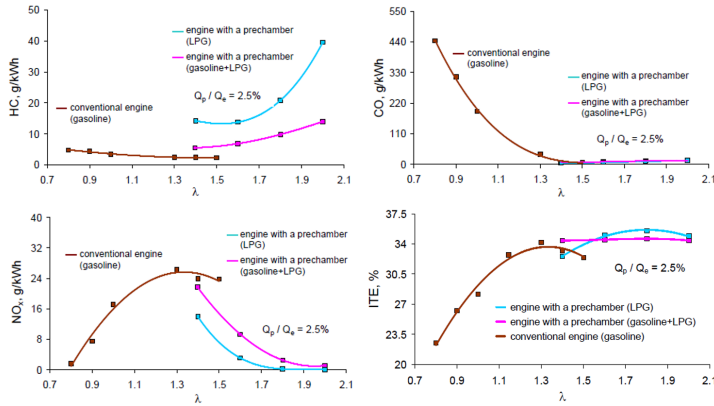 50
40
30
20
10
0
HC, g/kWh
engine with a prechamber
(LPG)
engine with a prechamber
(gasoline+LPG)
Qp / Qe = 2.5%
conventional engine
(gasoline)
0.7 0.9 1.1 1.3 1.5 1.7 1.9 2.1
λ
550
440
330
220
110
0
CO, g/kWh
conventional engine
(gasoline)
engine with a prechamber
(LPG)
engine with a prechamber
(gasoline+LPG)
Qp / Qe = 2.5%
0.7 0.9 1.1 1.3 1.5 1.7 1.9 2.1
λ
40
32
24
16
8
0
NOx, g/kWh
conventional engine
(gasoline)
engine with a prechamber
(LPG)
engine with a prechamber
(gasoline+LPG)
Qp / Qe = 2.5%
0.7 0.9 1.1 1.3 1.5 1.7 1.9 2.1
λ
37.5
34
30.5
27
23.5
20
ITE, %
Qp / Qe = 2.5%
engine with a prechamber (LPG)
engine with a prechamber (gasoline+LPG)
conventional engine (gasoline)
0.7 0.9 1.1 1.3 1.5 1.7 1.9 2.1
λ